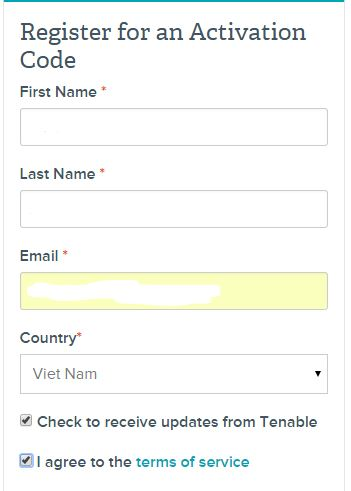 Register for an Activation
Code
First Name *
Last Name *
Email *
Country*
Viet Nam
Check to receive updates from Tenable
I agree to the terms of service